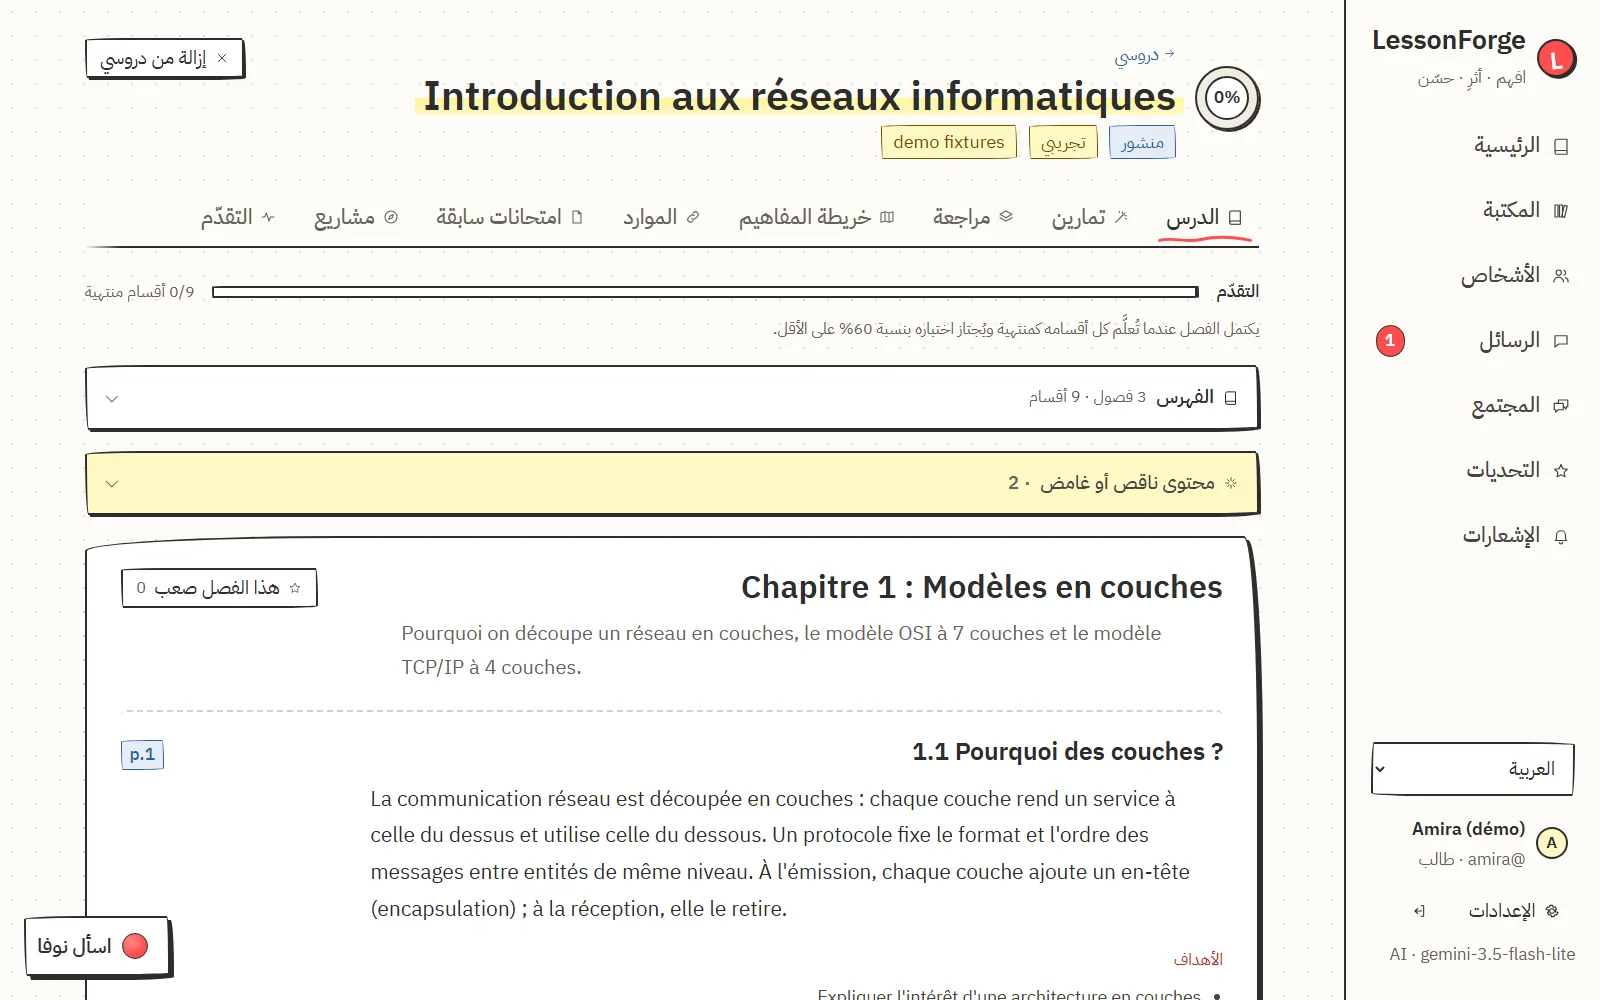 LessonForge
L
افهم · أثرِ · حسّن
الرئيسية
المكتبة
الأشخاص
الرسائل
1
المجتمع
التحديات
الإشعارات
العربية
Amira (démo)
A
@amira · طالب
الإعدادات
AI · gemini-3.5-flash-lite
→ دروسي
× إزالة من دروسي
Introduction aux réseaux informatiques
0%
منشور
تجريبي
demo fixtures
الدرس
تمارين
مراجعة
خريطة المفاهيم
الموارد
امتحانات سابقة
مشاريع
التقدّم
التقدّم
0/9 أقسام منتهية
يكتمل الفصل عندما تُعلَّم كل أقسامه كمنتهية ويُجتاز اختباره بنسبة 60% على الأقل.
الفهرس 3 فصول · 9 أقسام
محتوى ناقص أو غامض · 2
Chapitre 1 : Modèles en couches
هذا الفصل صعب 0
Pourquoi on découpe un réseau en couches, le modèle OSI à 7 couches et le modèle
TCP/IP à 4 couches.
1.1 Pourquoi des couches ?
p.1
La communication réseau est découpée en couches : chaque couche rend un service à
celle du dessus et utilise celle du dessous. Un protocole fixe le format et l'ordre des
messages entre entités de même niveau. À l'émission, chaque couche ajoute un en-tête
(encapsulation) ; à la réception, elle le retire.
الأهداف
• Expliquer l'intérêt d'une architecture en couches
اسأل نوفا